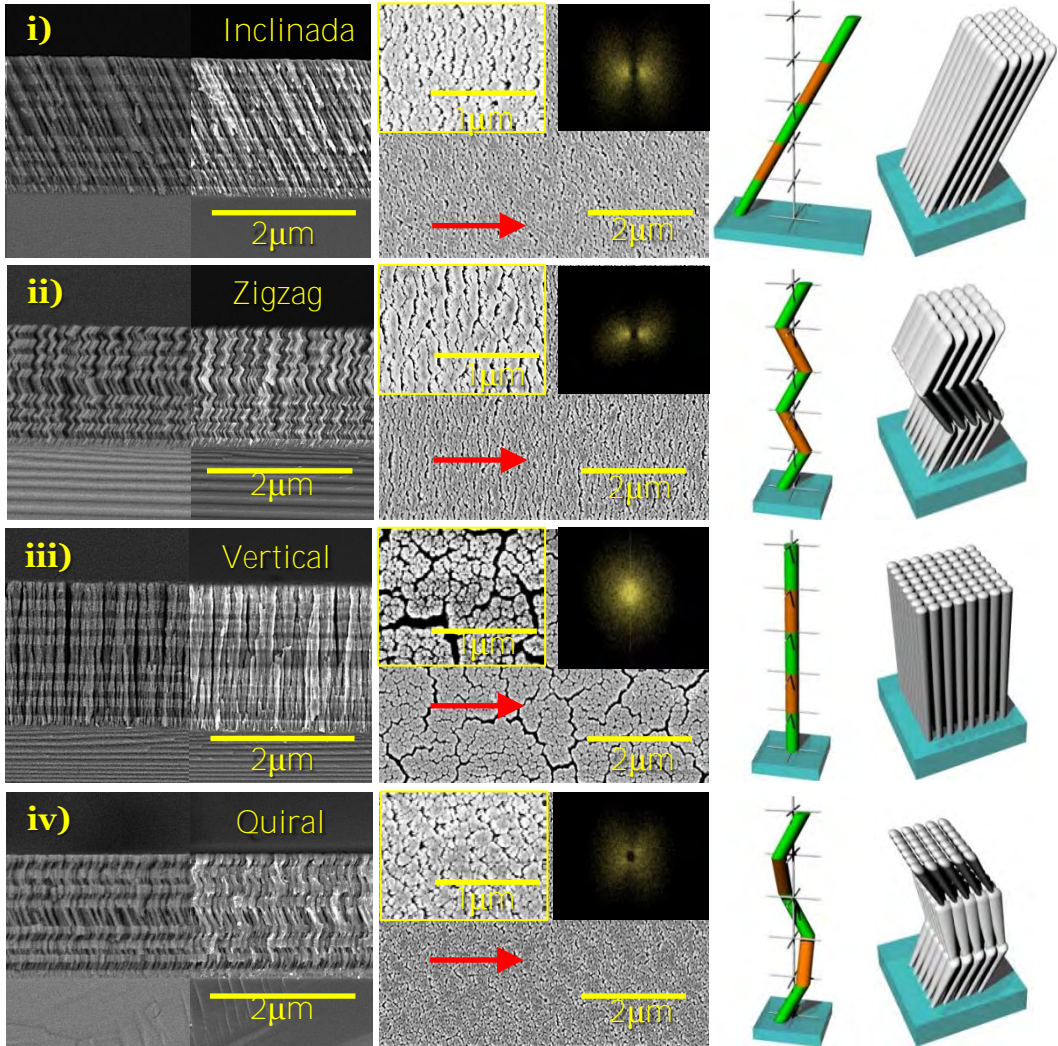 i)
Inclinada
2μm
1μm
2μm
ii)
Zigzag
2μm
1μm
2μm
iii)
Vertical
2μm
1μm
2μm
iv)
Quiral
2μm
1μm
2μm